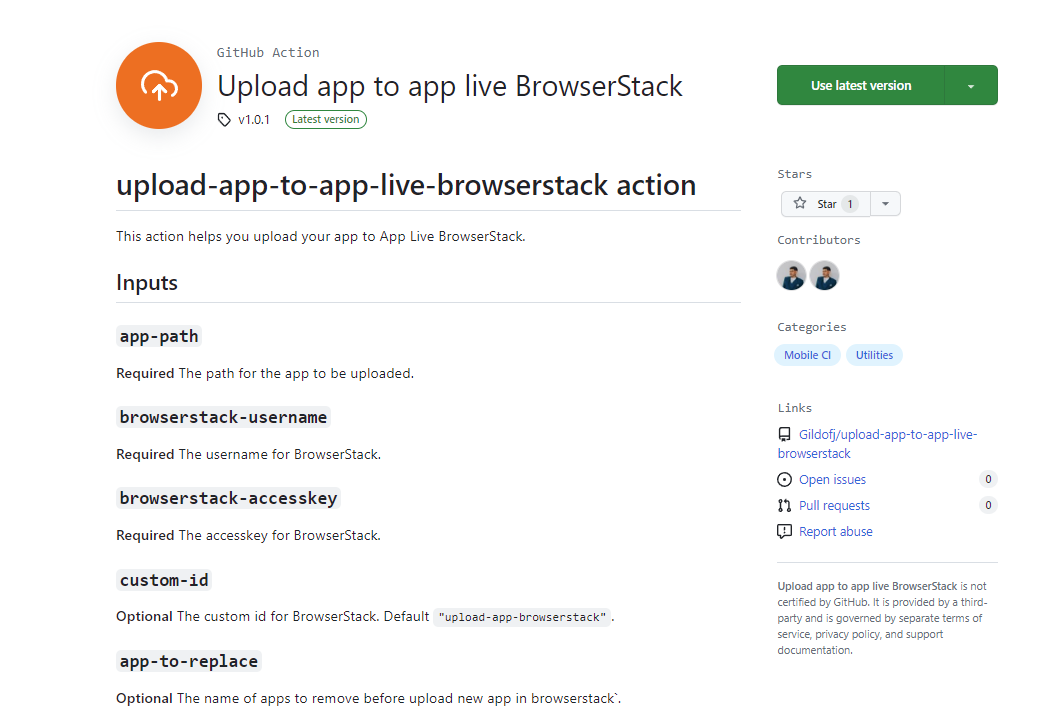 GitHub Action
Upload app to app live BrowserStack
v1.0.1 Latest version
Use latest version
upload-app-to-app-live-browserstack action
This action helps you upload your app to App Live BrowserStack.
Inputs
app-path
Required The path for the app to be uploaded.
browserstack-username
Required The username for BrowserStack.
browserstack-accesskey
Required The accesskey for BrowserStack.
custom-id
Optional The custom id for BrowserStack. Default "upload-app-browserstack".
app-to-replace
Optional The name of apps to remove before upload new app in browserstack`.
Stars
Star 1
Contributors
Categories
Mobile CI Utilities
Links
Gildofj/upload-app-to-app-live-
browserstack
Open issues 0
Pull requests 0
Report abuse
Upload app to app live BrowserStack is not
certified by GitHub. It is provided by a third-
party and is governed by separate terms of
service, privacy policy, and support
documentation.